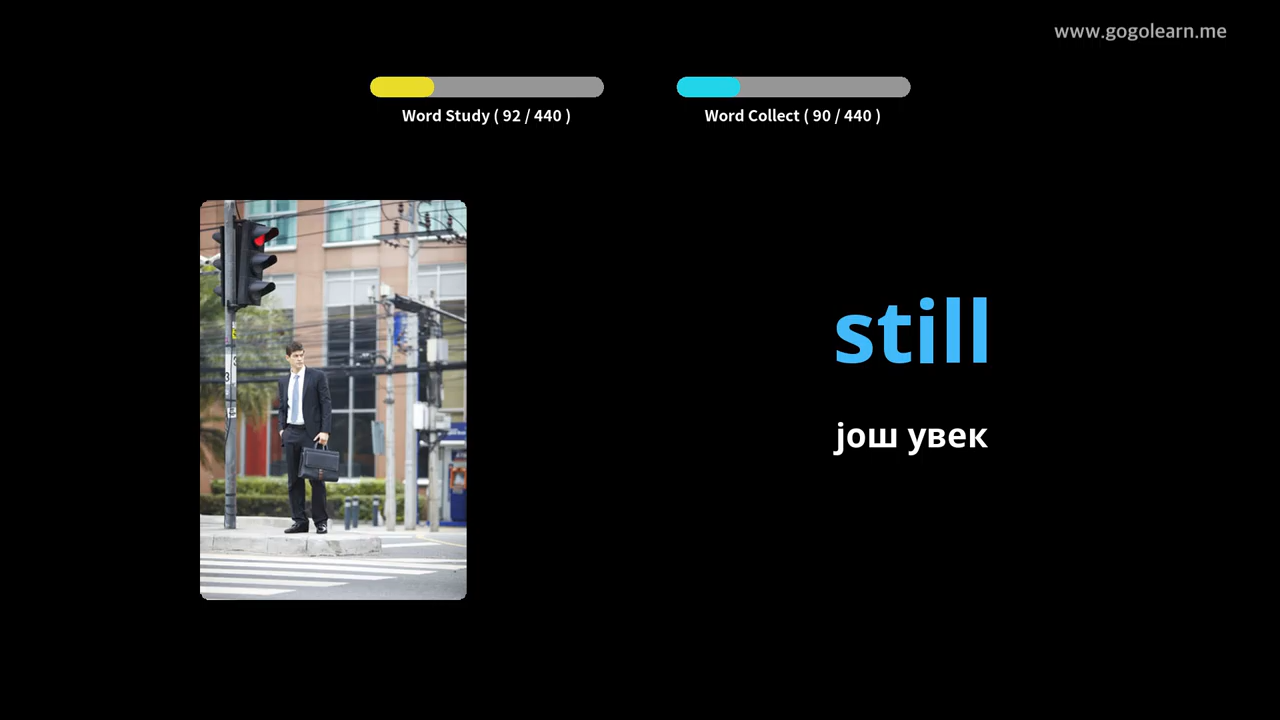 www.gogolearn.me
Word Study ( 92 / 440 )
Word Collect ( 90 / 440 )
still
још увек